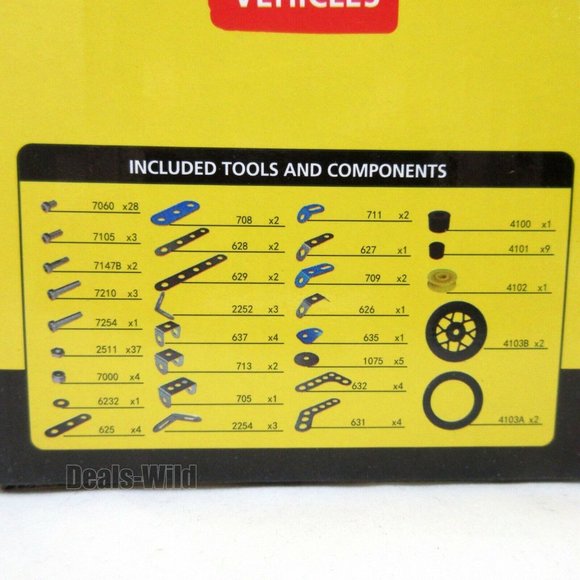 VEHICLES
INCLUDED TOOLS AND COMPONENTS
7060 x28
7105 x3
7147B x2
7210 x3
7254 x1
2511 x37
7000 x4
6232 x1
625 x4
708 x2
628 x2
629 x2
2252 x3
637 x4
713 x2
705 x1
2254 x3
711 x2
627 x1
709 x2
626 x1
635 x1
1075 x5
632 x4
631 x4
4100 x1
4101 x9
4102 x1
4103B x2
4103A x2
Deals-Wild